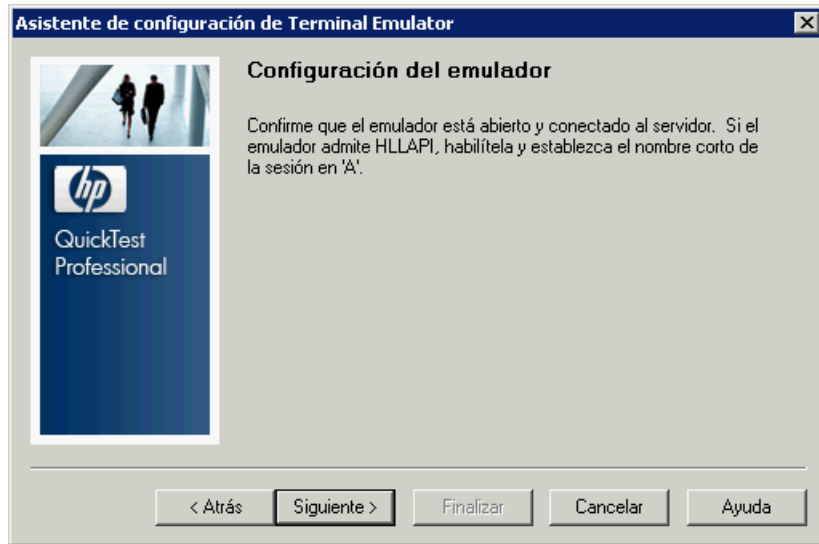 Asistente de configuración de Terminal Emulator
Configuración del emulador
Confirme que el emulador está abierto y conectado al servidor. Si el
emulador admite HLLAPI, habilítela y establezca el nombre corto de
la sesión en 'A'.
hp
QuickTest
Professional
< Atrás
Siguiente >
Finalizar
Cancelar
Ayuda